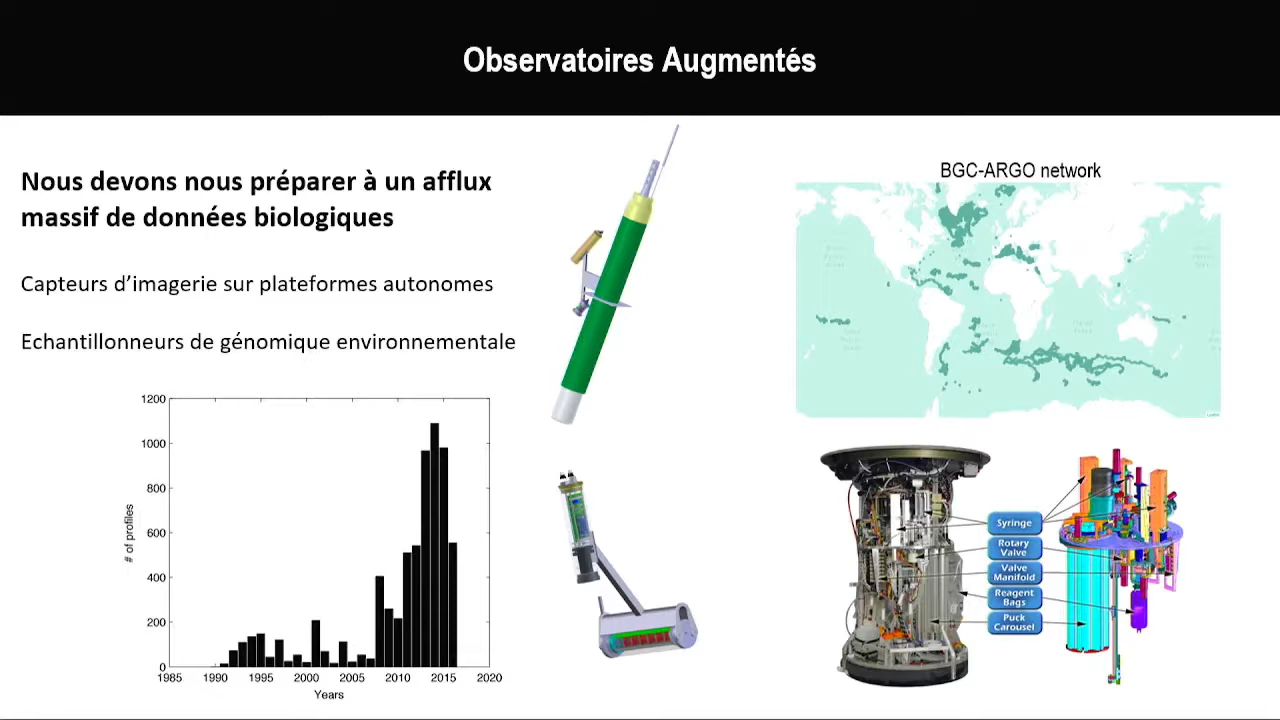 Observatoires Augmentés
Nous devons nous préparer à un afflux
massif de données biologiques
Capteurs d’imagerie sur plateformes autonomes
Echantillonneurs de génomique environnementale
1200
1000
800
600
400
200
0
# of profiles
1985 1990 1995 2000 2005 2010 2015 2020
Years
BGC-ARGO network
Syringe
Rotary
Valve
Valve
Manifold
Reagent
Bags
Puck
Carousel